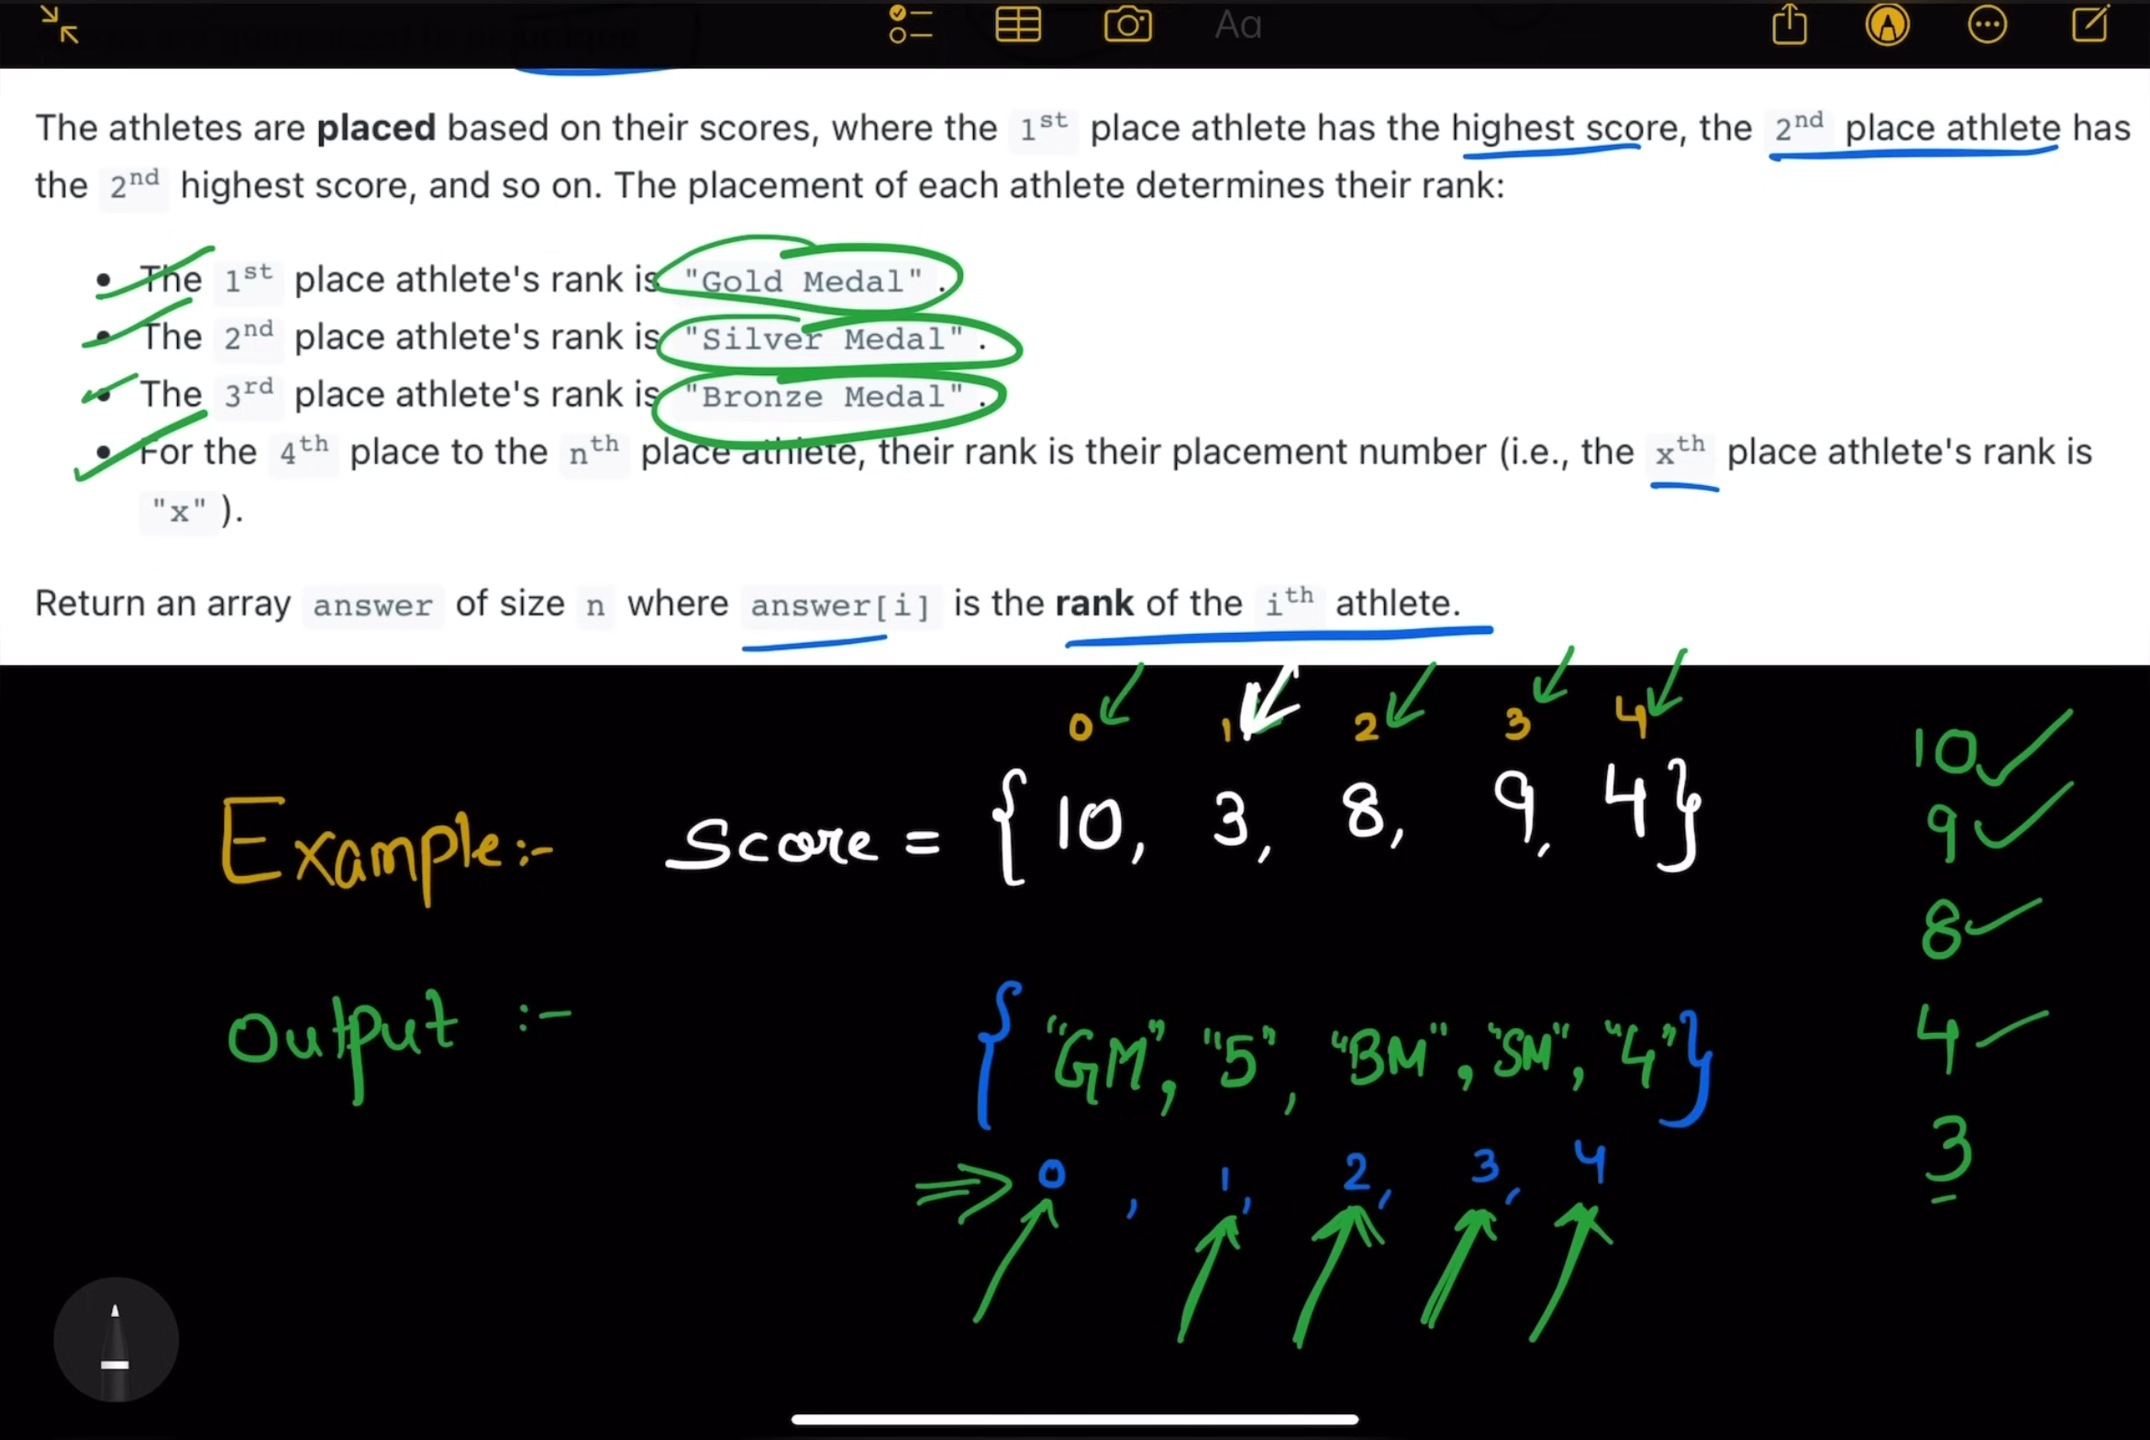 Aa
The athletes are placed based on their scores, where the 1st place athlete has the highest score, the 2nd place athlete has
the 2nd highest score, and so on. The placement of each athlete determines their rank:
• The 1st place athlete's rank is "Gold Medal".
• The 2nd place athlete's rank is "Silver Medal".
• The 3rd place athlete's rank is "Bronze Medal".
• For the 4th place to the nth place athlete, their rank is their placement number (i.e., the xth place athlete's rank is
"x").
Return an array answer of size n where answer[i] is the rank of the ith athlete.
0 1 2 3 4
Example:- Score = { 10, 3, 8, 9, 4 }
10
9
8
4
3
Output :- { "GM", "5", "BM", "SM", "4" }
⇒ 0, 1, 2, 3, 4